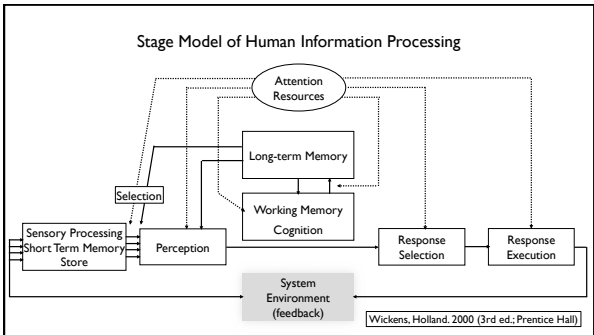 Stage Model of Human Information Processing
Attention
Resources
Long-term Memory
Selection
Working Memory
Cognition
Sensory Processing
Short Term Memory
Store
Perception
Response
Selection
Response
Execution
System
Environment
(feedback)
Wickens, Holland. 2000 (3rd ed.; Prentice Hall)